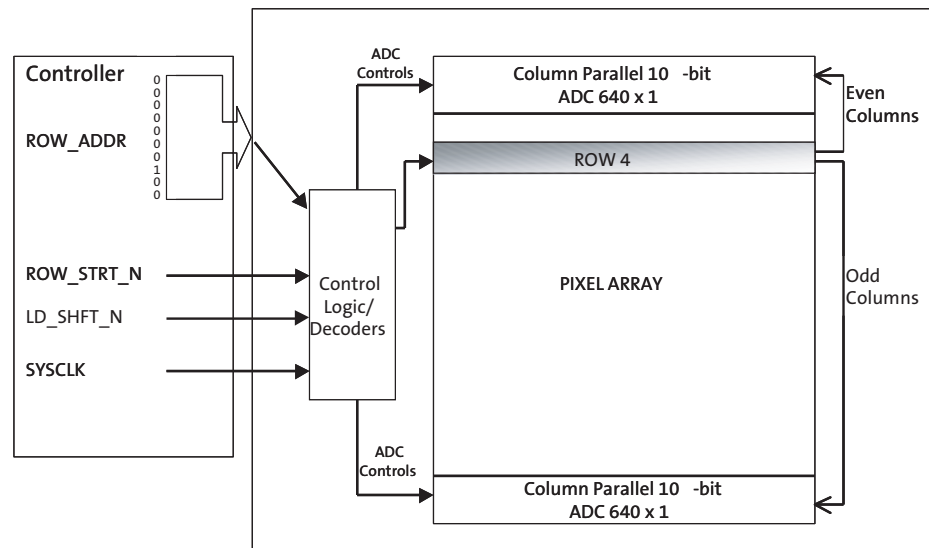 Controller
ROW_ADDR
0
0
0
0
0
0
0
1
0
0
ROW_STRT_N
LD_SHFT_N
SYSCLK
Control
Logic/
Decoders
ADC
Controls
ADC
Controls
Column Parallel 10 -bit
ADC 640 x 1
ROW 4
PIXEL ARRAY
Column Parallel 10 -bit
ADC 640 x 1
Even
Columns
Odd
Columns